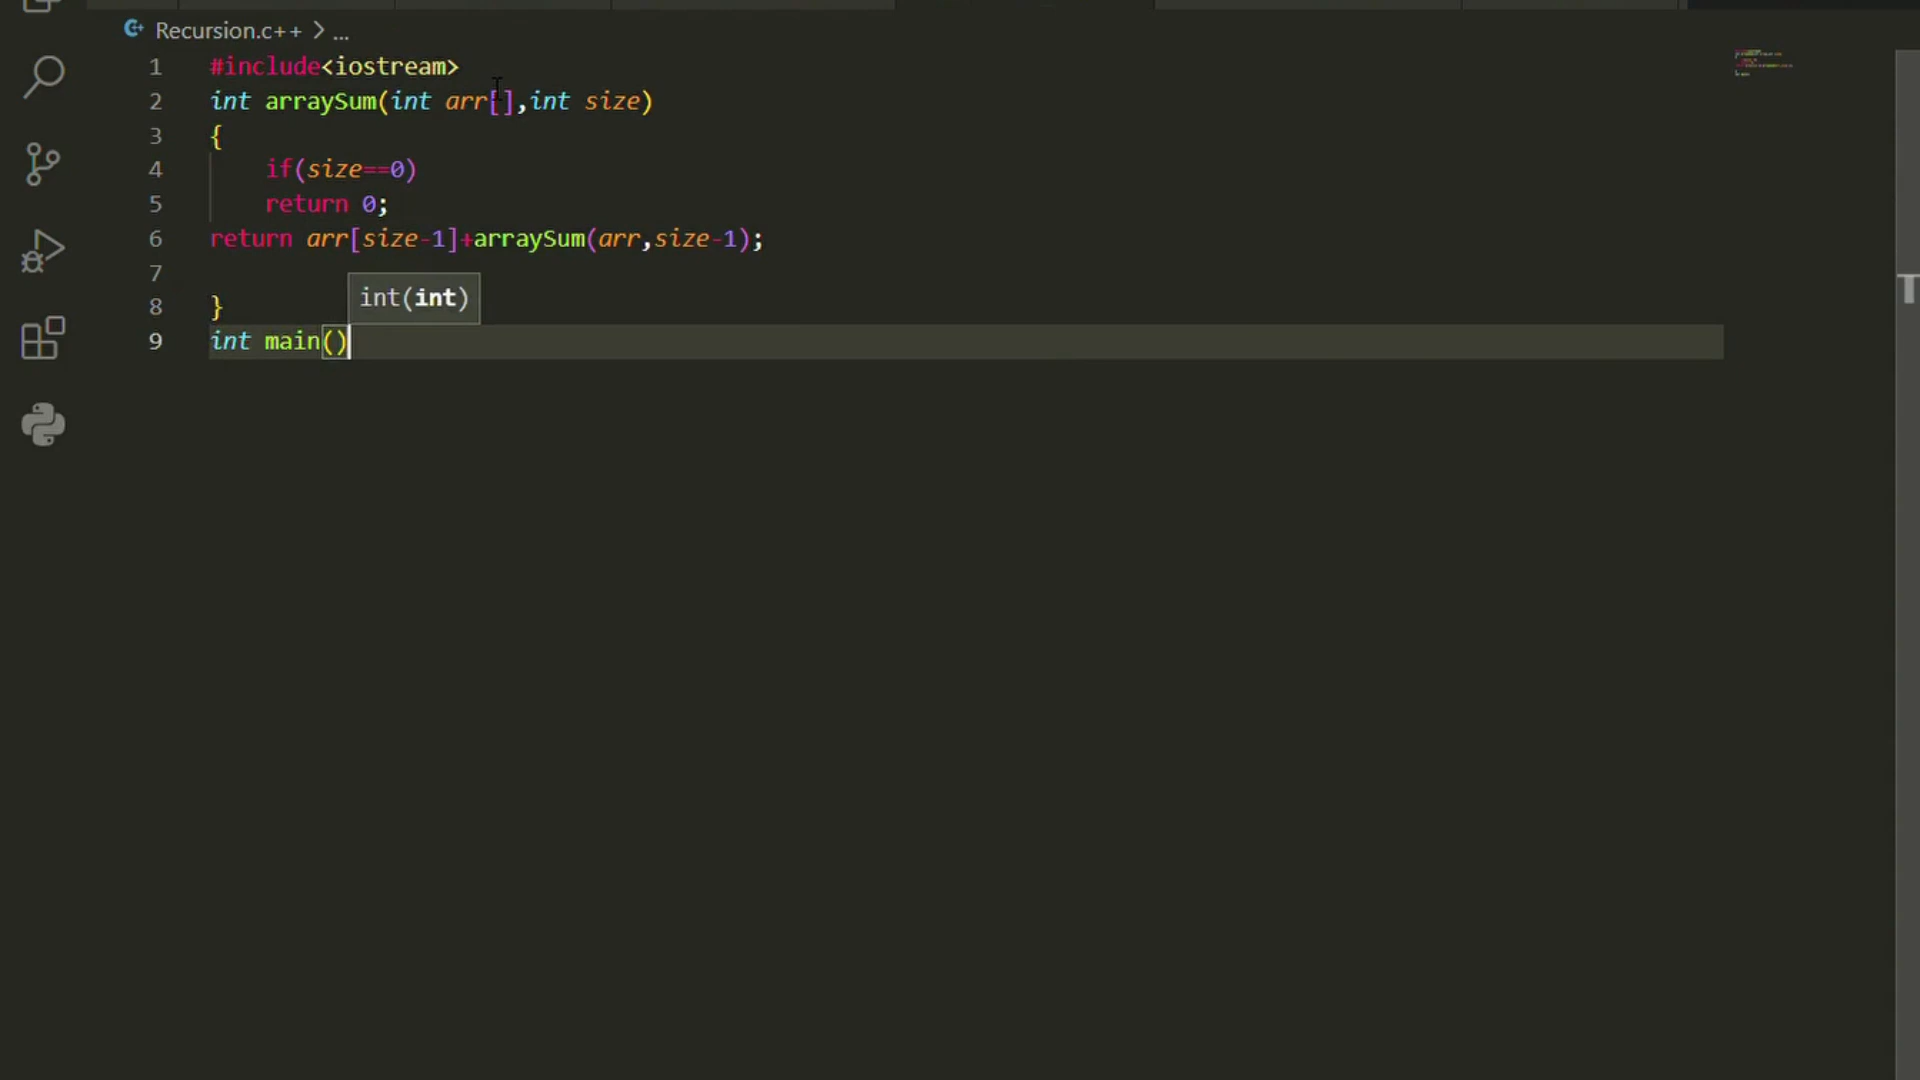 Recursion.c++ > ...
1 #include<iostream>
2 int arraySum(int arr[],int size)
3 {
4     if(size==0)
5     return 0;
6 return arr[size-1]+arraySum(arr,size-1);
7
int(int)
8 }
9 int main()
T